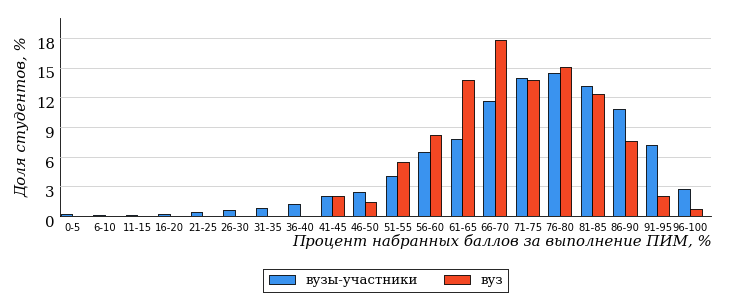 Доля студентов, %
18
15
12
9
6
3
0
0-5 6-10 11-15 16-20 21-25 26-30 31-35 36-40 41-45 46-50 51-55 56-60 61-65 66-70 71-75 76-80 81-85 86-90 91-95 96-100
Процент набранных баллов за выполнение ПИМ, %
вузы-участники вуз